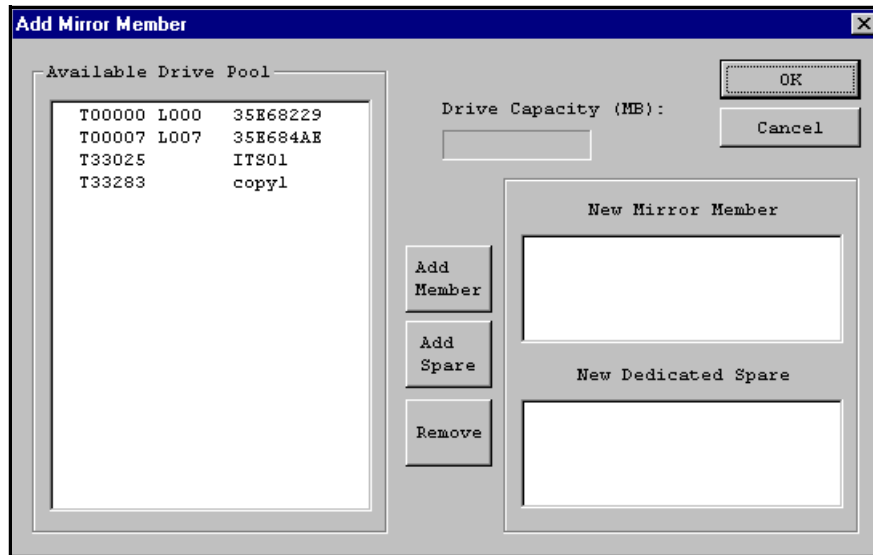 Add Mirror Member
Available Drive Pool
T00000 L000 35E68229
T00007 L007 35E684AE
T33025 ITSO1
T33283 copy1
Drive Capacity (MB):
OK
Cancel
New Mirror Member
Add
Member
Add
Spare
New Dedicated Spare
Remove